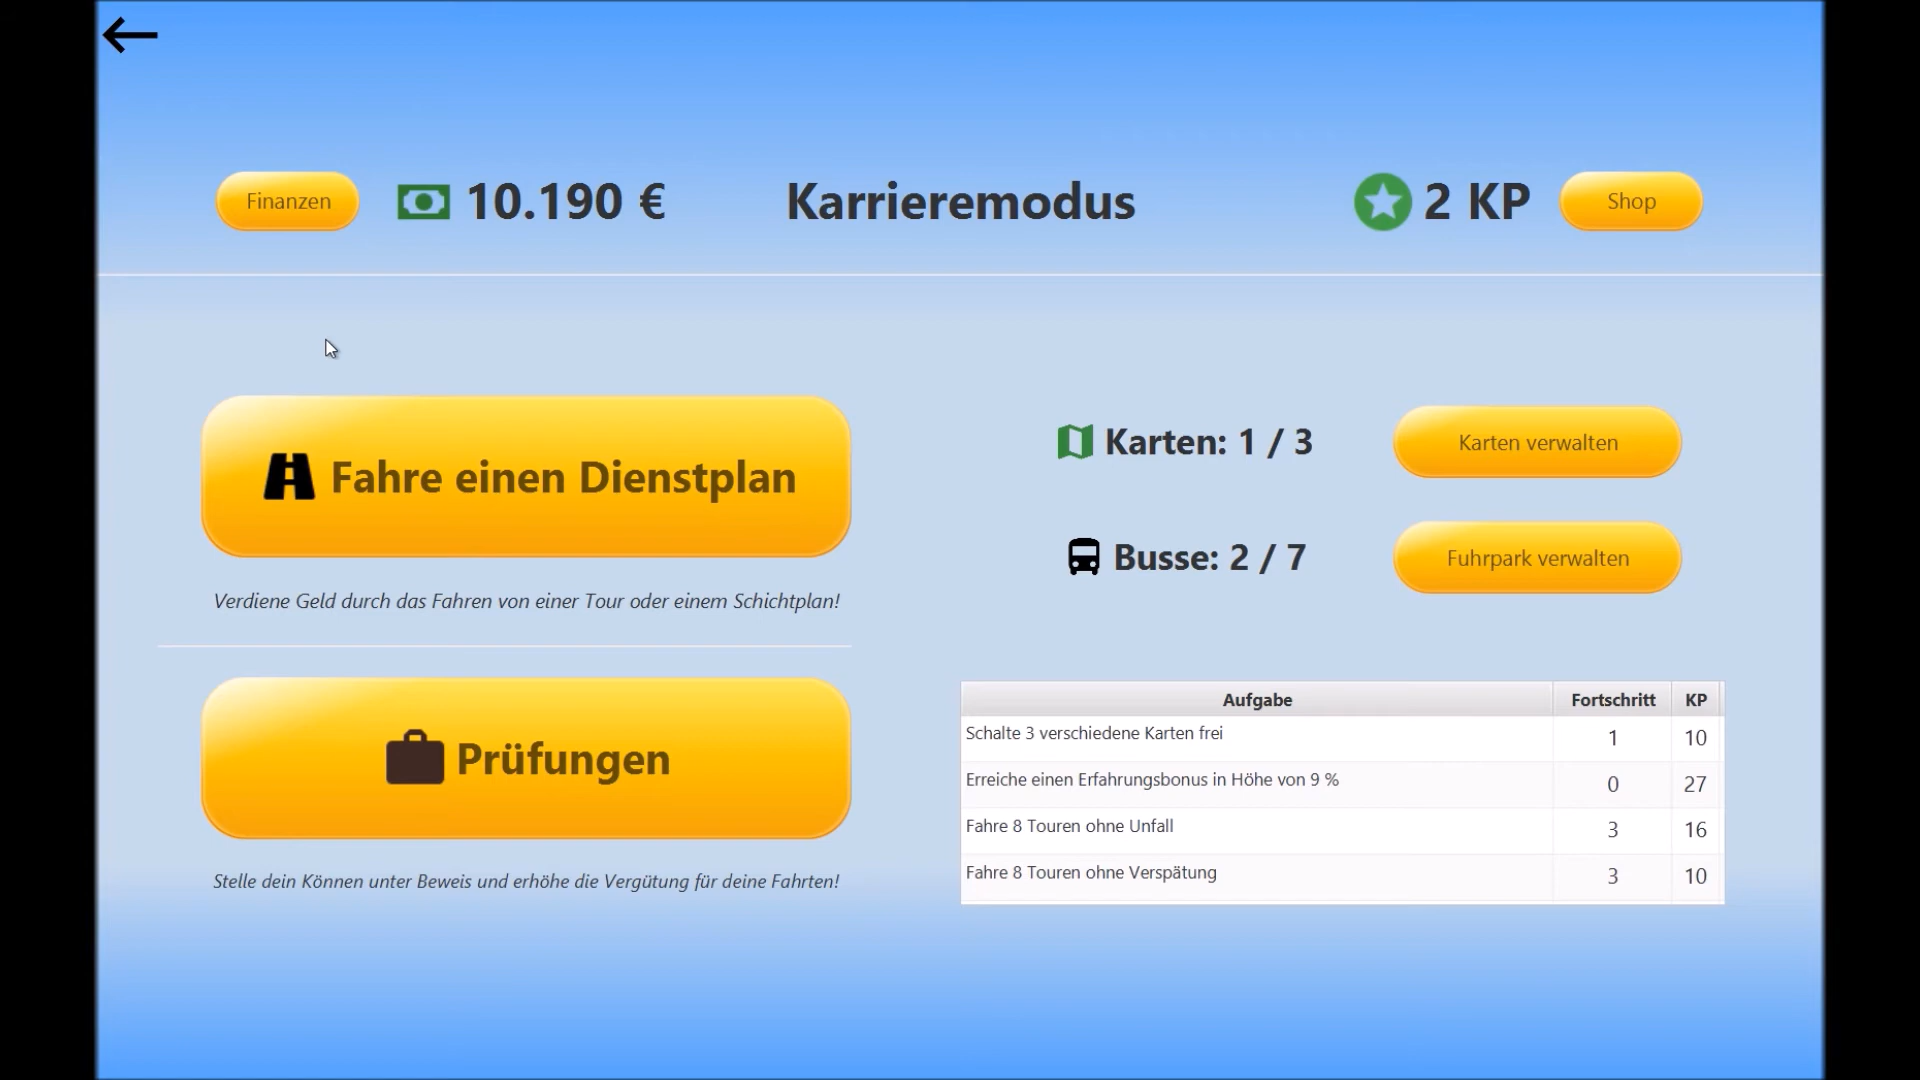 Finanzen
10.190 €
Karrieremodus
2 KP
Shop
Fahre einen Dienstplan
Verdiene Geld durch das Fahren von einer Tour oder einem Schichtplan!
Prüfungen
Stelle dein Können unter Beweis und erhöhe die Vergütung für deine Fahrten!
Karten: 1 / 3
Karten verwalten
Busse: 2 / 7
Fuhrpark verwalten
Aufgabe Fortschritt KP
Schalte 3 verschiedene Karten frei 1 10
Erreiche einen Erfahrungsbonus in Höhe von 9 % 0 27
Fahre 8 Touren ohne Unfall 3 16
Fahre 8 Touren ohne Verspätung 3 10